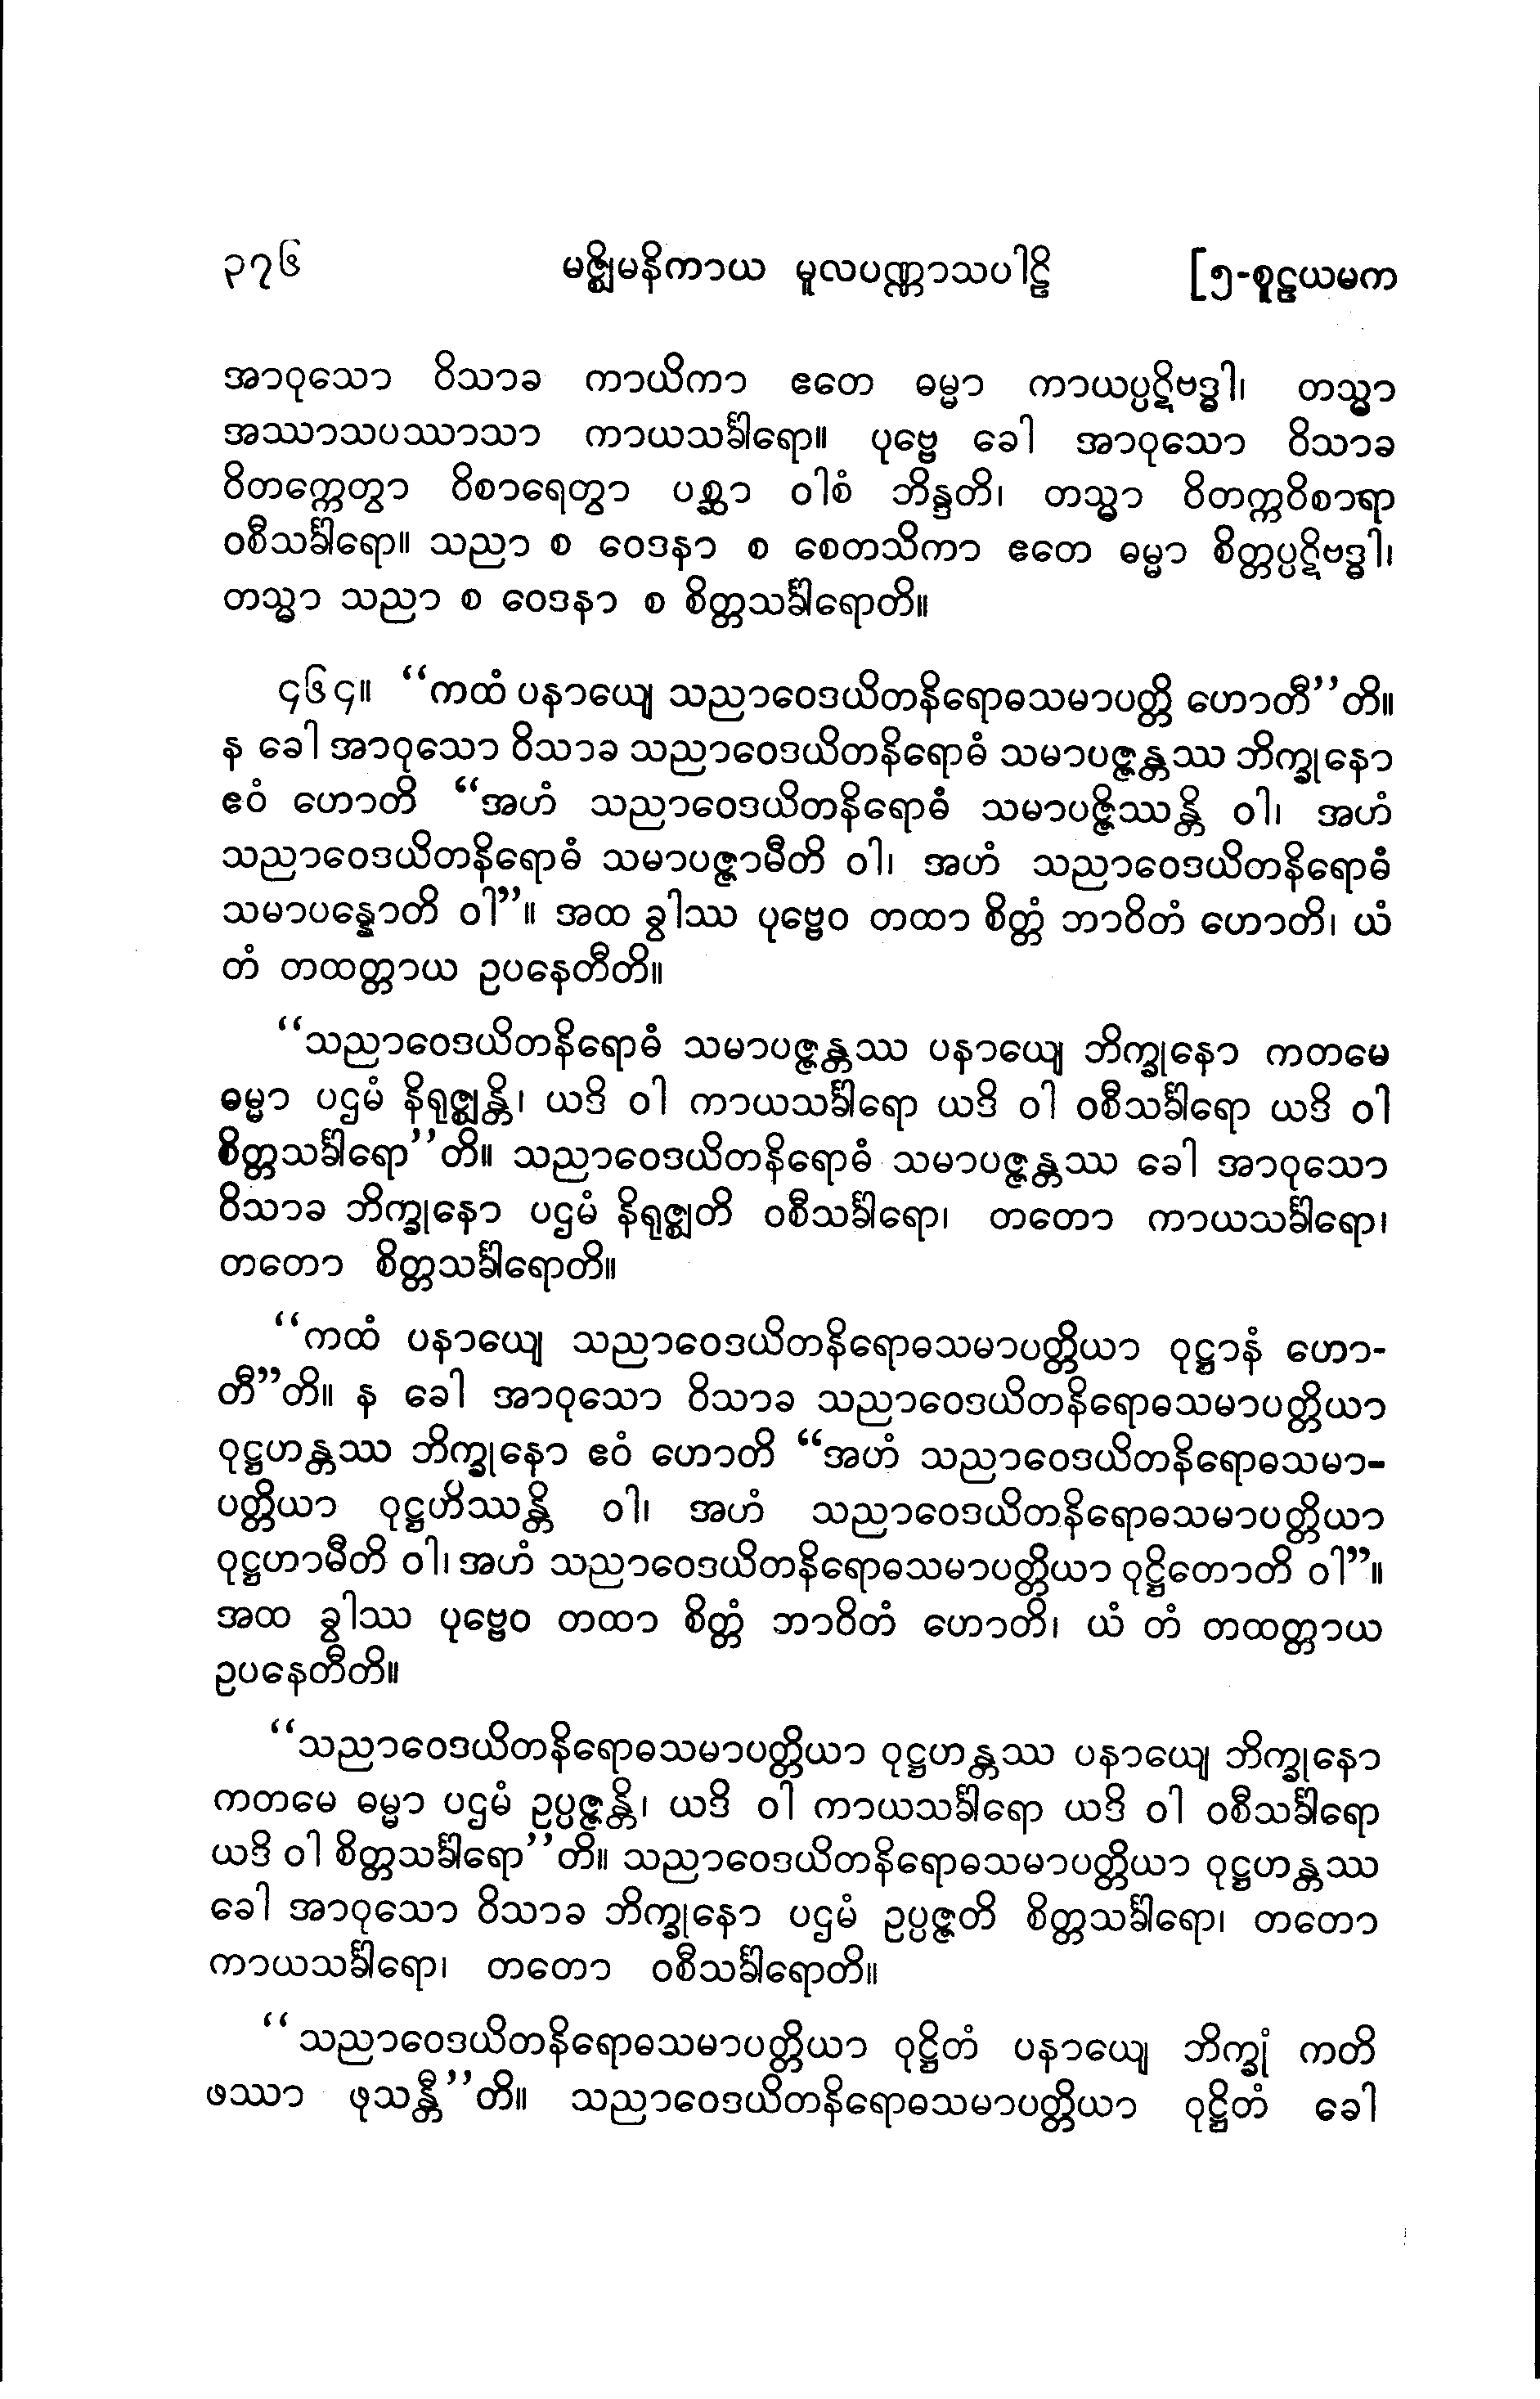 ၃၇၆ မဇ္ဈိမနိကာယ မူလပဏ္ဏာသပါဠိ [၅-စူဠယမက
အာဝုသော ဝိသာခ ကာယိကာ ဧတေ ဓမ္မာ ကာယပ္ပဋိဗဒ္ဓါ၊ တသ္မာ
အဿာသပဿာသာ ကာယသင်္ခါရော။ ပုဗ္ဗေ ခေါ အာဝုသော ဝိသာခ
ဝိတက္ကေတွာ ဝိစာရေတွာ ပစ္ဆာ ဝါစံ ဘိန္ဒတိ၊ တသ္မာ ဝိတက္ကဝိစာရာ
ဝစီသင်္ခါရော။ သညာ စ ဝေဒနာ စ စေတသိကာ ဧတေ ဓမ္မာ စိတ္တပ္ပဋိဗဒ္ဓါ၊
တသ္မာ သညာ စ ဝေဒနာ စ စိတ္တသင်္ခါရောတိ။
၄၆၄။ “ကထံ ပနာယျေ သညာဝေဒယိတနိရောဓသမာပတ္တိ ဟောတီ”တိ။
န ခေါ အာဝုသော ဝိသာခ သညာဝေဒယိတနိရောဓံ သမာပဇ္ဇန္တဿ ဘိက္ခုနော
ဧဝံ ဟောတိ “အဟံ သညာဝေဒယိတနိရောဓံ သမာပဇ္ဇိဿန္တိ ဝါ၊ အဟံ
သညာဝေဒယိတနိရောဓံ သမာပဇ္ဇာမီတိ ဝါ၊ အဟံ သညာဝေဒယိတနိရောဓံ
သမာပန္နောတိ ဝါ”။ အထ ခွါဿ ပုဗ္ဗေဝ တထာ စိတ္တံ ဘာဝိတံ ဟောတိ၊ ယံ
တံ တထတ္တာယ ဥပနေတီတိ။
“သညာဝေဒယိတနိရောဓံ သမာပဇ္ဇန္တဿ ပနာယျေ ဘိက္ခုနော ကတမေ
ဓမ္မာ ပဌမံ နိရုဇ္ဈန္တိ၊ ယဒိ ဝါ ကာယသင်္ခါရော ယဒိ ဝါ ဝစီသင်္ခါရော ယဒိ ဝါ
စိတ္တသင်္ခါရော”တိ။ သညာဝေဒယိတနိရောဓံ သမာပဇ္ဇန္တဿ ခေါ အာဝုသော
ဝိသာခ ဘိက္ခုနော ပဌမံ နိရုဇ္ဈတိ ဝစီသင်္ခါရော၊ တတော ကာယသင်္ခါရော၊
တတော စိတ္တသင်္ခါရောတိ။
“ကထံ ပနာယျေ သညာဝေဒယိတနိရောဓသမာပတ္တိယာ ဝုဋ္ဌာနံ ဟော-
တီ”တိ။ န ခေါ အာဝုသော ဝိသာခ သညာဝေဒယိတနိရောဓသမာပတ္တိယာ
ဝုဋ္ဌဟန္တဿ ဘိက္ခုနော ဧဝံ ဟောတိ “အဟံ သညာဝေဒယိတနိရောဓသမာ-
ပတ္တိယာ ဝုဋ္ဌဟိဿန္တိ ဝါ၊ အဟံ သညာဝေဒယိတနိရောဓသမာပတ္တိယာ
ဝုဋ္ဌဟာမီတိ ဝါ၊ အဟံ သညာဝေဒယိတနိရောဓသမာပတ္တိယာ ဝုဋ္ဌိတောတိ ဝါ”။
အထ ခွါဿ ပုဗ္ဗေဝ တထာ စိတ္တံ ဘာဝိတံ ဟောတိ၊ ယံ တံ တထတ္တာယ
ဥပနေတီတိ။
“သညာဝေဒယိတနိရောဓသမာပတ္တိယာ ဝုဋ္ဌဟန္တဿ ပနာယျေ ဘိက္ခုနော
ကတမေ ဓမ္မာ ပဌမံ ဥပ္ပဇ္ဇန္တိ၊ ယဒိ ဝါ ကာယသင်္ခါရော ယဒိ ဝါ ဝစီသင်္ခါရော
ယဒိ ဝါ စိတ္တသင်္ခါရော”တိ။ သညာဝေဒယိတနိရောဓသမာပတ္တိယာ ဝုဋ္ဌဟန္တဿ
ခေါ အာဝုသော ဝိသာခ ဘိက္ခုနော ပဌမံ ဥပ္ပဇ္ဇတိ စိတ္တသင်္ခါရော၊ တတော
ကာယသင်္ခါရော၊ တတော ဝစီသင်္ခါရောတိ။
“သညာဝေဒယိတနိရောဓသမာပတ္တိယာ ဝုဋ္ဌိတံ ပနာယျေ ဘိက္ခုံ ကတိ
ဖဿာ ဖုသန္တီ”တိ။ သညာဝေဒယိတနိရောဓသမာပတ္တိယာ ဝုဋ္ဌိတံ ခေါ